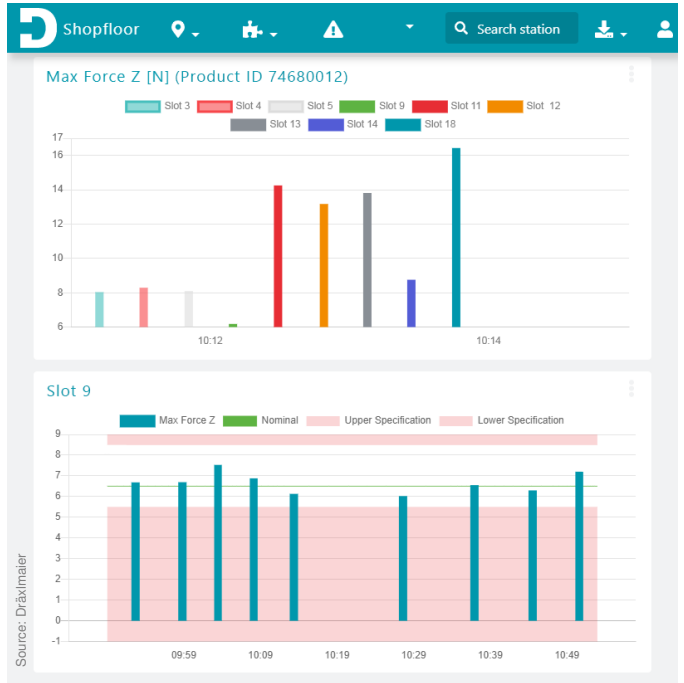 Shopfloor
Search station
Max Force Z [N] (Product ID 74680012)
Slot 3 Slot 4 Slot 5 Slot 9 Slot 11 Slot 12
Slot 13 Slot 14 Slot 18
17
16
14
12
10
8
6
10:12 10:14
Slot 9
Max Force Z Nominal Upper Specification Lower Specification
9
8
7
6
5
4
3
2
1
0
-1
09:59 10:09 10:19 10:29 10:39 10:49
Source: Dräxlmaier